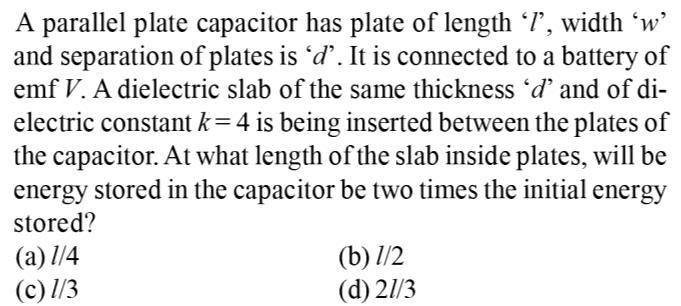 A parallel plate capacitor has plate of length ‘l’, width ‘w’
and separation of plates is ‘d’. It is connected to a battery of
emf V. A dielectric slab of the same thickness ‘d’ and of di-
electric constant k = 4 is being inserted between the plates of
the capacitor. At what length of the slab inside plates, will be
energy stored in the capacitor be two times the initial energy
stored?
(a) l/4 (b) l/2
(c) l/3 (d) 2l/3